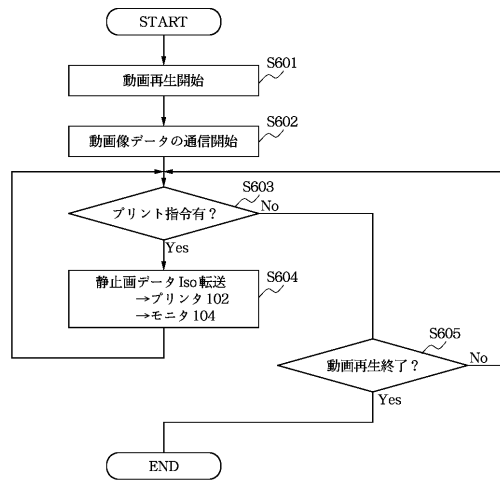 START
S601
動画再生開始
S602
動画像データの通信開始
S603
プリント指令有？
No
Yes
静止画データIso転送
→プリンタ102
→モニタ104
S604
S605
動画再生終了？
No
Yes
END